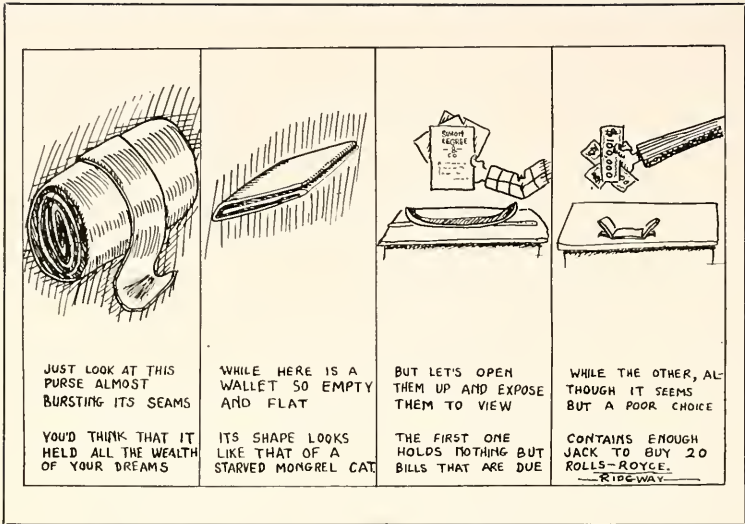 JUST LOOK AT THIS
PURSE ALMOST
BURSTING ITS SEAMS
YOU'D THINK THAT IT
HELD ALL THE WEALTH
OF YOUR DREAMS
WHILE HERE IS A
WALLET SO EMPTY
AND FLAT
ITS SHAPE LOOKS
LIKE THAT OF A
STARVED MONGREL CAT.
SIMON
LEGREE
&
CO
BUT LET'S OPEN
THEM UP AND EXPOSE
THEM TO VIEW
THE FIRST ONE
HOLDS NOTHING BUT
BILLS THAT ARE DUE
WHILE THE OTHER, AL-
THOUGH IT SEEMS
BUT A POOR CHOICE
CONTAINS ENOUGH
JACK TO BUY 20
ROLLS-ROYCE.
RIDGWAY